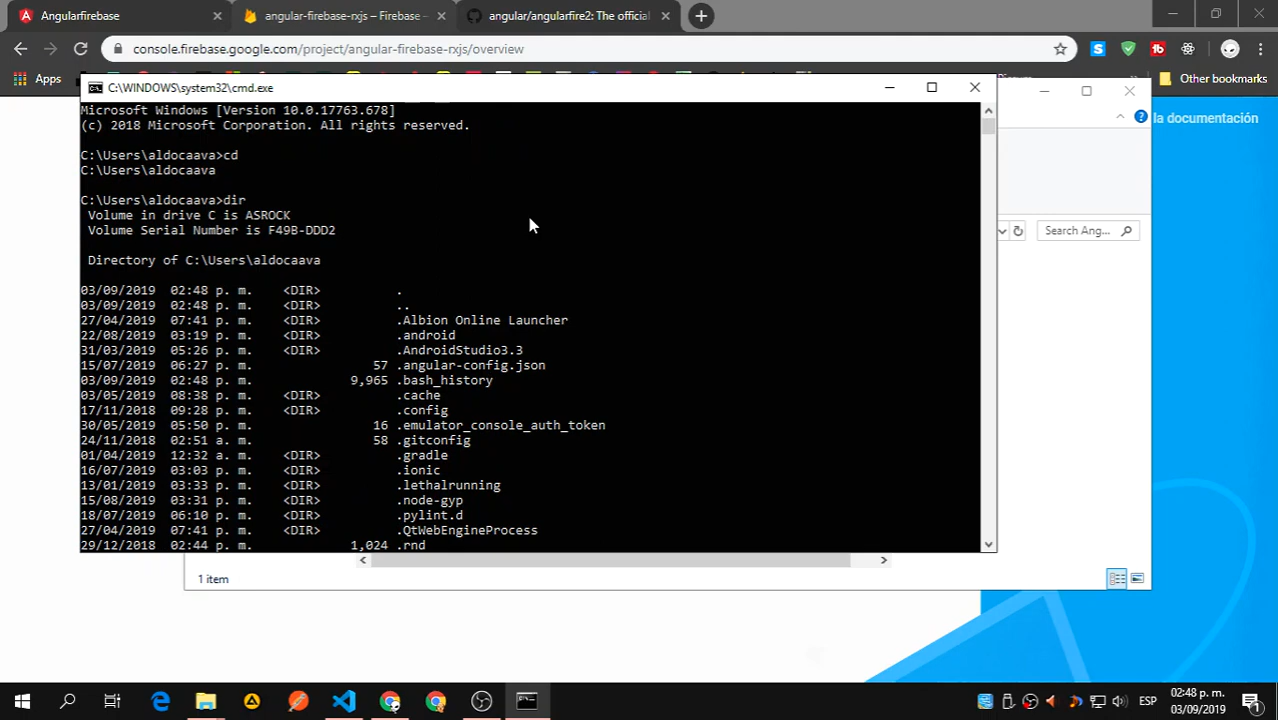 Angularfirebase
angular-firebase-rxjs – Firebase
angular/angularfire2: The official
console.firebase.google.com/project/angular-firebase-rxjs/overview
Apps
Other bookmarks
C:\WINDOWS\system32\cmd.exe
la documentación
Microsoft Windows [Version 10.0.17763.678]
(c) 2018 Microsoft Corporation. All rights reserved.
C:\Users\aldocaava>cd
C:\Users\aldocaava
C:\Users\aldocaava>dir
Volume in drive C is ASROCK
Volume Serial Number is F49B-DDD2
Search Ang...
Directory of C:\Users\aldocaava
03/09/2019 02:48 p. m. <DIR> .
03/09/2019 02:48 p. m. <DIR> ..
27/04/2019 07:41 p. m. <DIR> .Albion Online Launcher
22/08/2019 03:19 p. m. <DIR> .android
31/03/2019 05:26 p. m. <DIR> .AndroidStudio3.3
15/07/2019 06:27 p. m. 57 .angular-config.json
03/09/2019 02:48 p. m. 9,965 .bash_history
03/05/2019 08:38 p. m. <DIR> .cache
17/11/2018 09:28 p. m. <DIR> .config
30/05/2019 05:50 p. m. 16 .emulator_console_auth_token
24/11/2018 02:51 a. m. 58 .gitconfig
01/04/2019 12:32 a. m. <DIR> .gradle
16/07/2019 03:03 p. m. <DIR> .ionic
13/01/2019 03:33 p. m. <DIR> .lethalrunning
15/08/2019 03:31 p. m. <DIR> .node-gyp
18/07/2019 06:10 p. m. <DIR> .pylint.d
27/04/2019 07:41 p. m. <DIR> .QtWebEngineProcess
29/12/2018 02:44 p. m. 1,024 .rnd
1 item
ESP
02:48 p. m.
03/09/2019